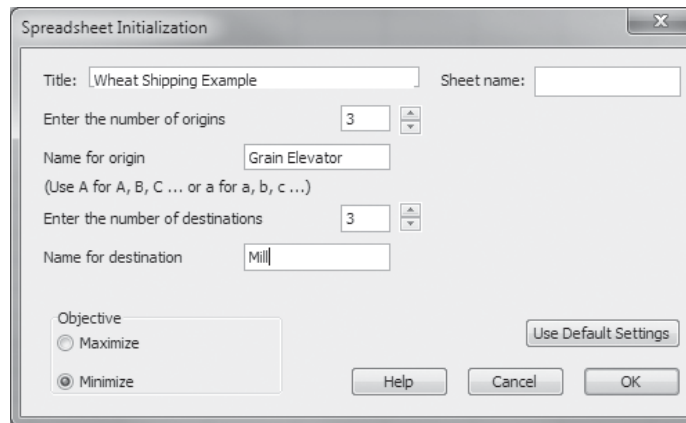 Spreadsheet Initialization
Title: Wheat Shipping Example Sheet name:
Enter the number of origins 3
Name for origin Grain Elevator
(Use A for A, B, C ... or a for a, b, c ...)
Enter the number of destinations 3
Name for destination Mill
Objective
Maximize
Use Default Settings
Minimize
Help Cancel OK